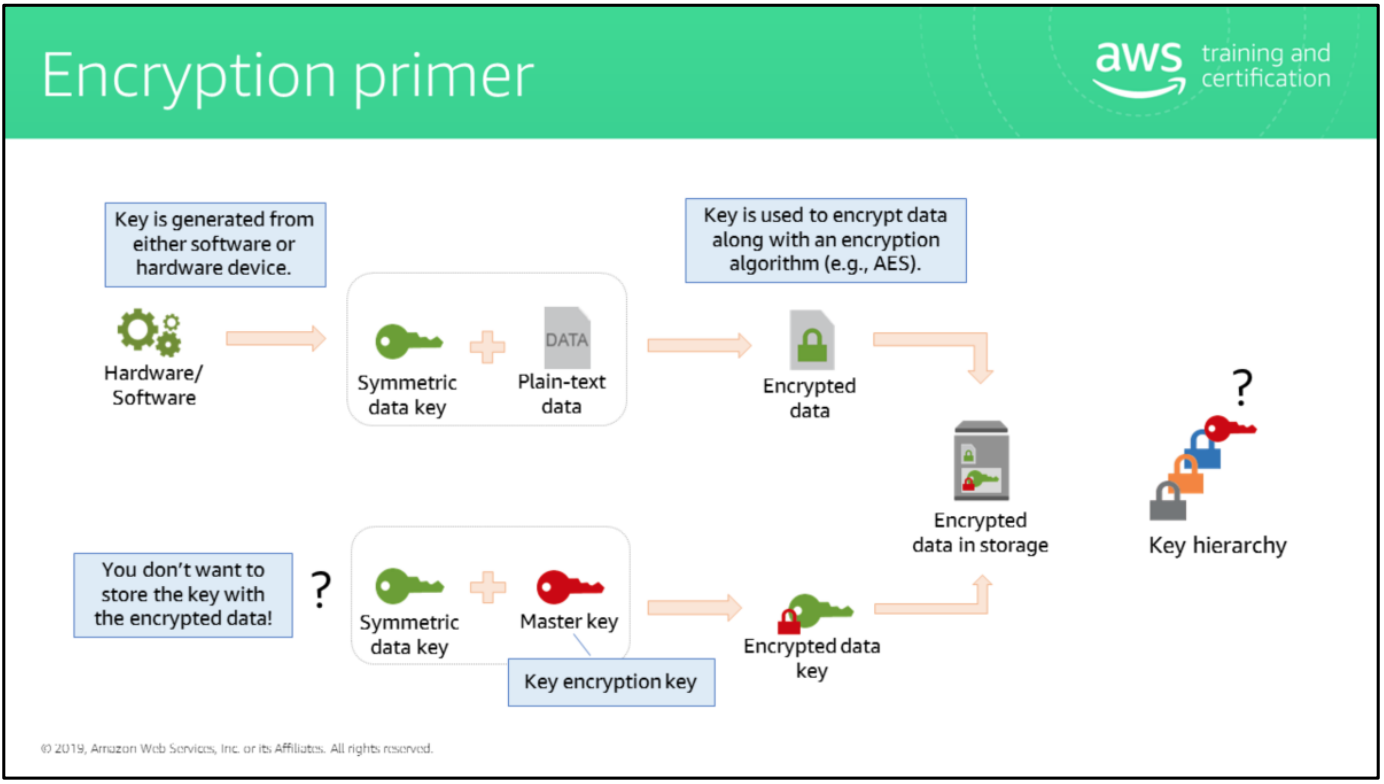 Encryption primer
aws training and
certification
Key is generated from
either software or
hardware device.
Key is used to encrypt data
along with an encryption
algorithm (e.g., AES).
Hardware/
Software
Symmetric
data key
DATA
Plain-text
data
Encrypted
data
?
Encrypted
data in storage
Key hierarchy
You don’t want to
store the key with
the encrypted data!
?
Symmetric
data key
Master key
Key encryption key
Encrypted data
key
© 2019, Amazon Web Services, Inc. or its Affiliates. All rights reserved.